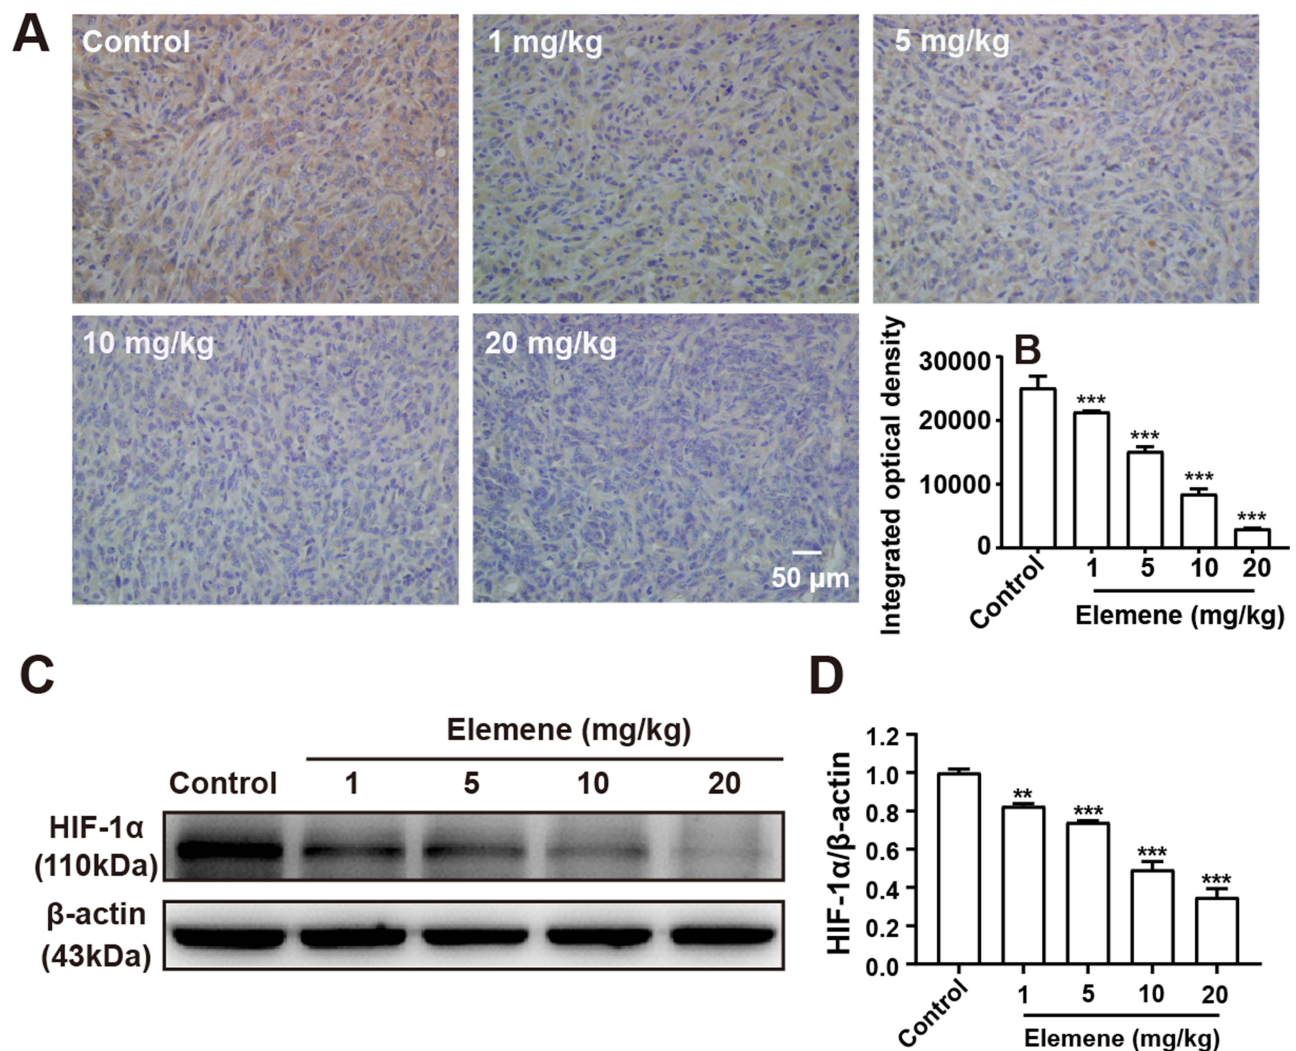 A
Control
1 mg/kg
5 mg/kg
10 mg/kg
20 mg/kg
50 μm
B
Integrated optical density
30000
20000
10000
0
***
***
***
***
Control
1
5
10
20
Elemene (mg/kg)
C
Elemene (mg/kg)
Control
1
5
10
20
HIF-1α
(110kDa)
β-actin
(43kDa)
D
HIF-1α/β-actin
1.2
1.0
0.8
0.6
0.4
0.2
0.0
**
***
***
***
Control
1
5
10
20
Elemene (mg/kg)